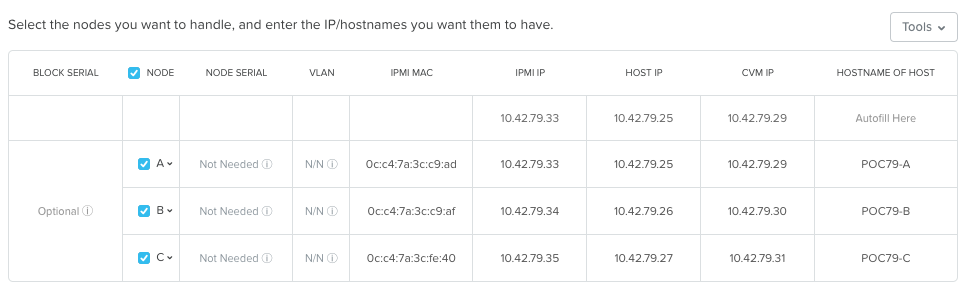 Select the nodes you want to handle, and enter the IP/hostnames you want them to have.
Tools
BLOCK SERIAL NODE NODE SERIAL VLAN IPMI MAC IPMI IP HOST IP CVM IP HOSTNAME OF HOST
10.42.79.33 10.42.79.25 10.42.79.29 Autofill Here
A Not Needed N/N 0c:c4:7a:3c:c9:ad 10.42.79.33 10.42.79.25 10.42.79.29 POC79-A
Optional B Not Needed N/N 0c:c4:7a:3c:c9:af 10.42.79.34 10.42.79.26 10.42.79.30 POC79-B
C Not Needed N/N 0c:c4:7a:3c:fe:40 10.42.79.35 10.42.79.27 10.42.79.31 POC79-C